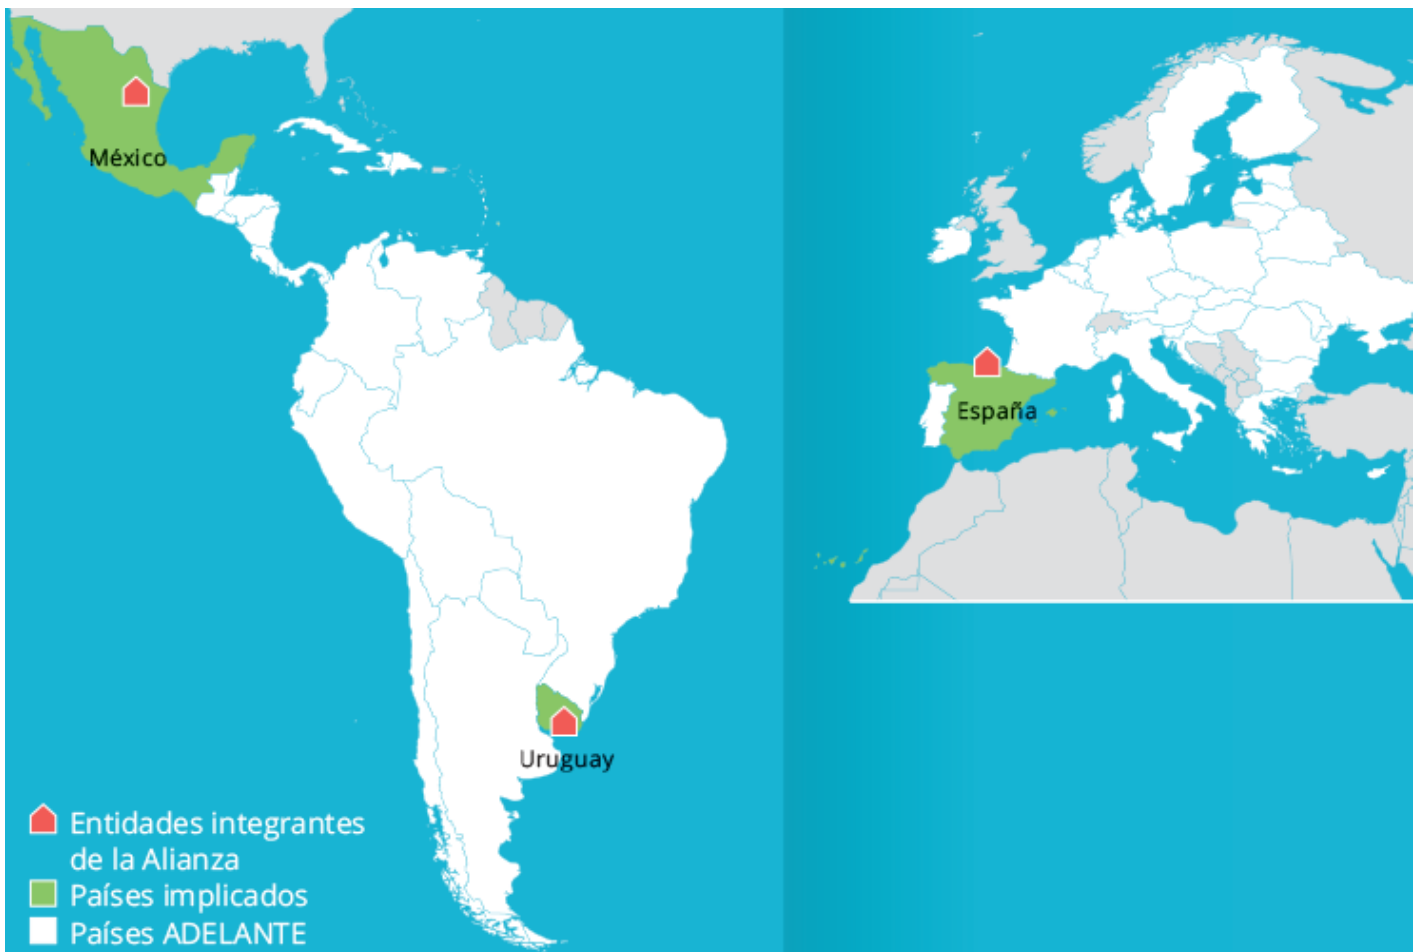 México
España
Uruguay
Entidades integrantes
de la Alianza
Países implicados
Países ADELANTE